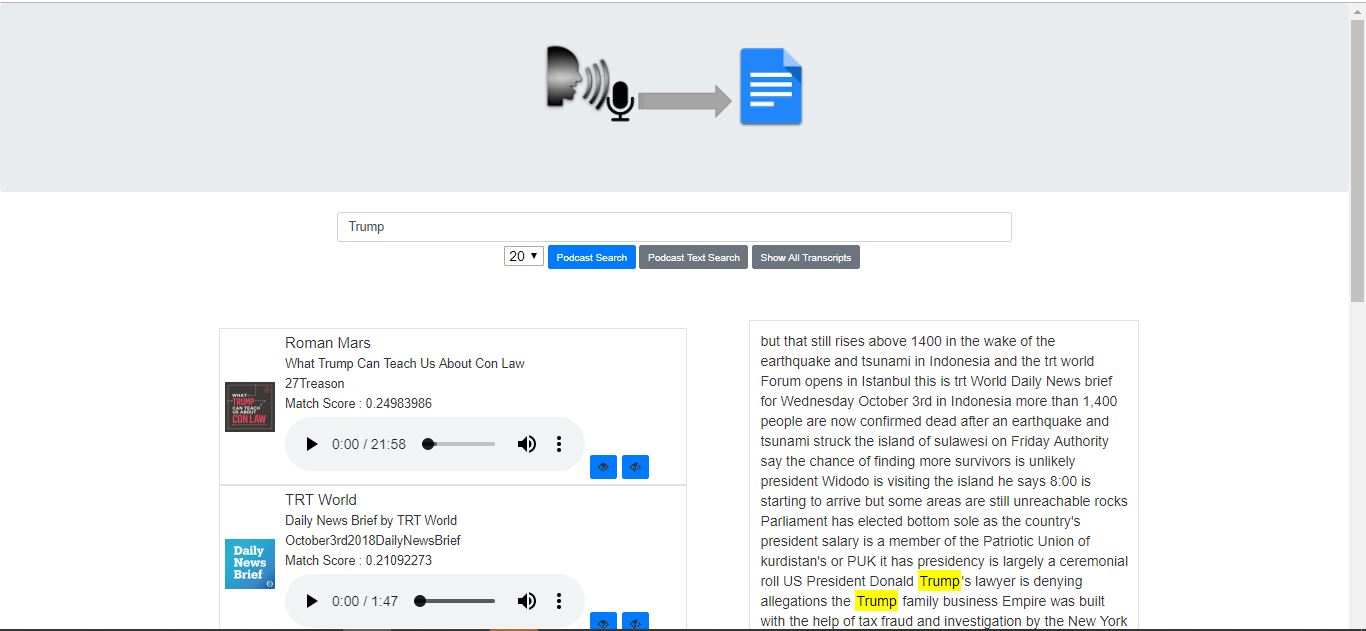 Trump
20
Podcast Search
Podcast Text Search
Show All Transcripts
Roman Mars
What Trump Can Teach Us About Con Law
27Treason
Match Score : 0.24983986
WHAT
TRUMP
CAN TEACH
US ABOUT
CON LAW
0:00 / 21:58
TRT World
Daily News Brief by TRT World
October3rd2018DailyNewsBrief
Match Score : 0.21092273
Daily
News
Brief
0:00 / 1:47
but that still rises above 1400 in the wake of the
earthquake and tsunami in Indonesia and the trt world
Forum opens in Istanbul this is trt World Daily News brief
for Wednesday October 3rd in Indonesia more than 1,400
people are now confirmed dead after an earthquake and
tsunami struck the island of sulawesi on Friday Authority
say the chance of finding more survivors is unlikely
president Widodo is visiting the island he says 8:00 is
starting to arrive but some areas are still unreachable rocks
Parliament has elected bottom sole as the country's
president salary is a member of the Patriotic Union of
kurdistan's or PUK it has presidency is largely a ceremonial
roll US President Donald Trump's lawyer is denying
allegations the Trump family business Empire was built
with the help of tax fraud and investigation by the New York